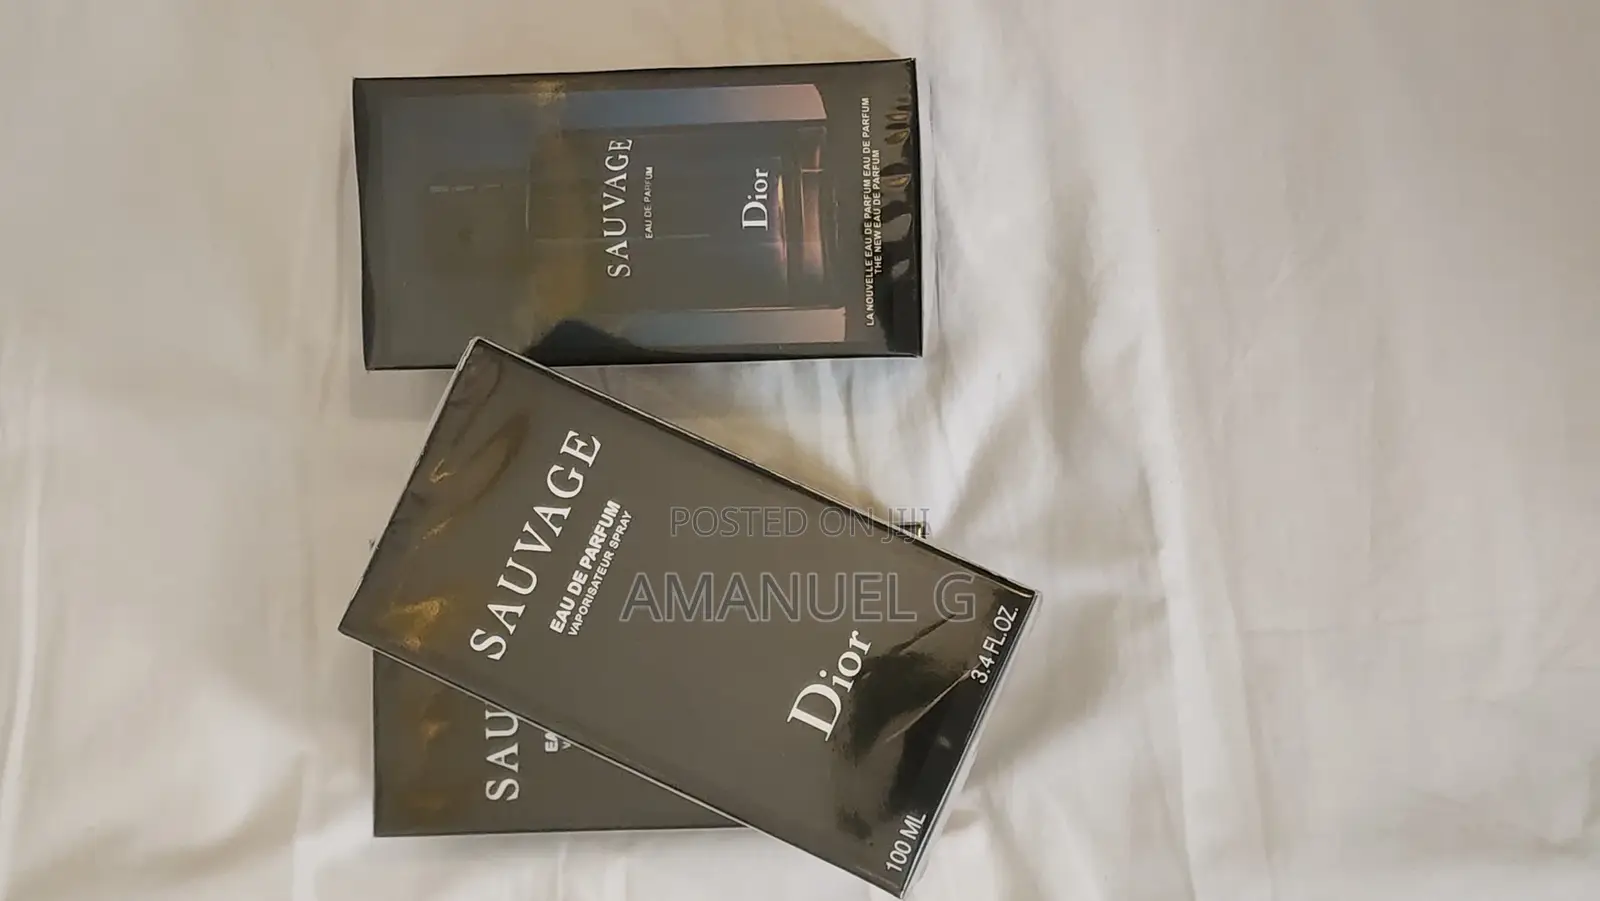 SAUVAGE
EAU DE PARFUM
Dior
LA NOUVELLE EAU DE PARFUM EAU DE PARFUM
THE NEW EAU DE PARFUM
SAUVAGE
EAU DE PARFUM
VAPORISATEUR SPRAY
Dior
100 ML
3.4 FL.OZ.
SAU
EA
V
POSTED ON JIJI
AMANUEL G